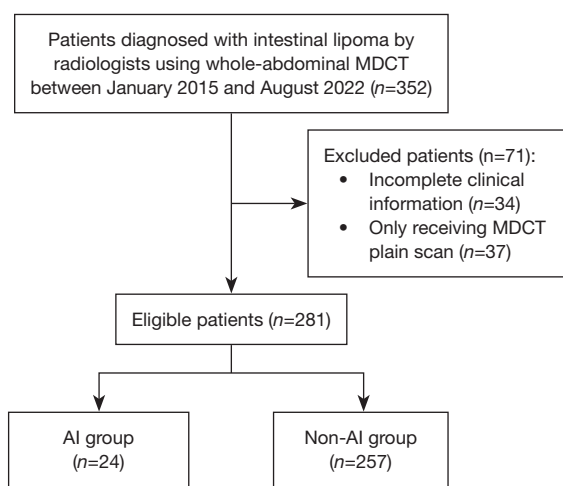 Patients diagnosed with intestinal lipoma by
radiologists using whole-abdominal MDCT
between January 2015 and August 2022 (n=352)
Excluded patients (n=71):
• Incomplete clinical
information (n=34)
• Only receiving MDCT
plain scan (n=37)
Eligible patients (n=281)
AI group
(n=24)
Non-AI group
(n=257)